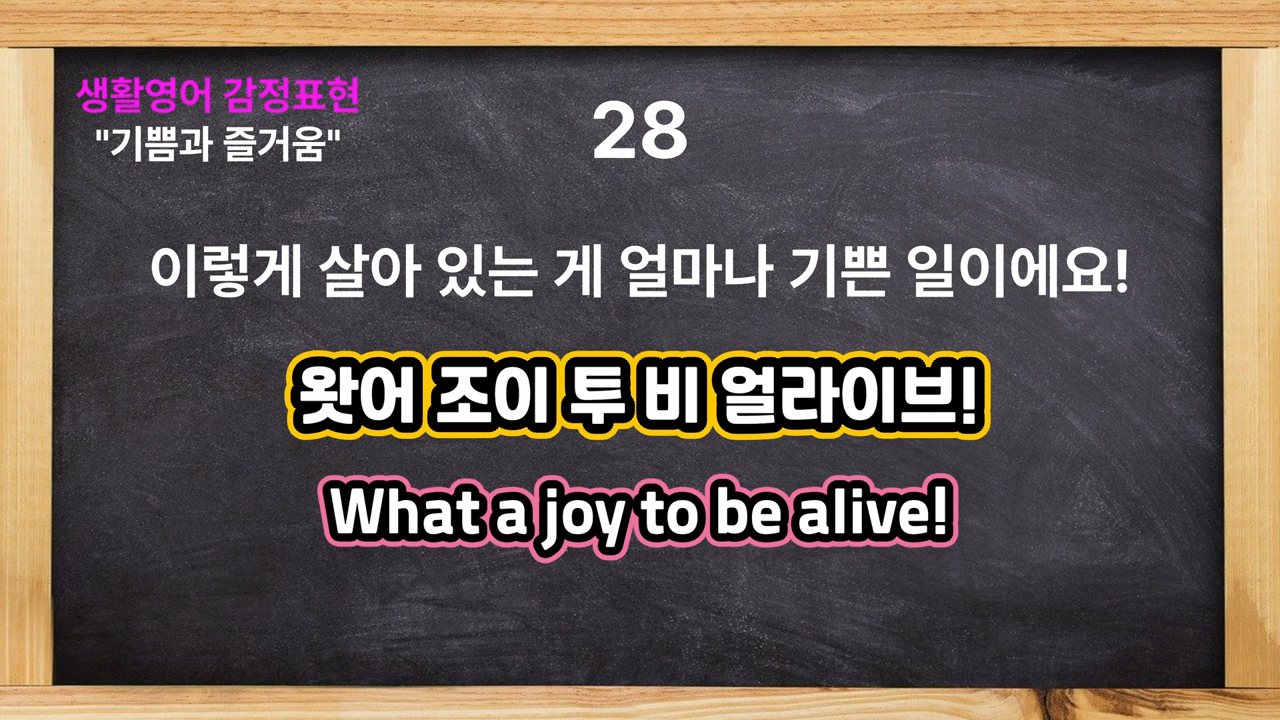 생활영어 감정표현
"기쁨과 즐거움"
28
이렇게 살아 있는 게 얼마나 기쁜 일이에요!
왓어 조이 투 비 얼라이브!
What a joy to be alive!